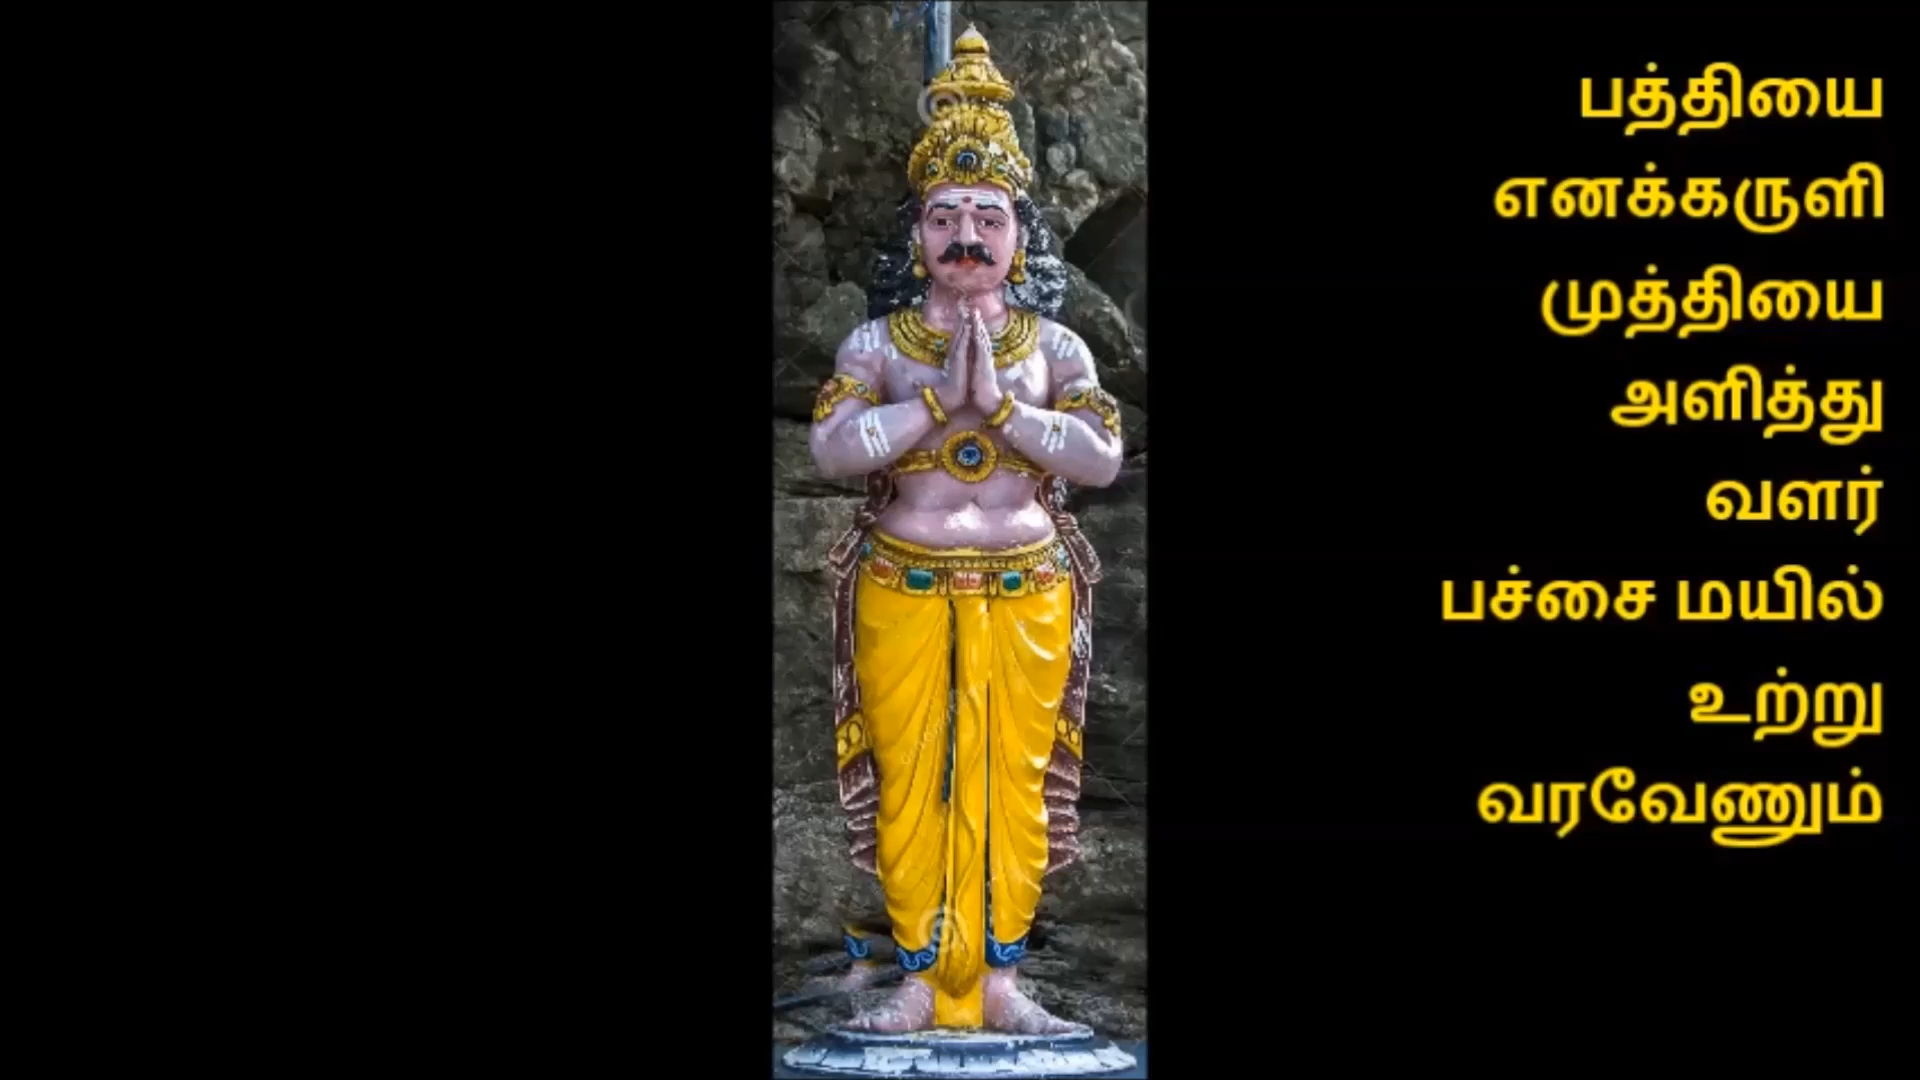 பத்தியை
எனக்கருளி
முத்தியை
அளித்து
வளர்
பச்சை மயில்
உற்று
வரவேணும்